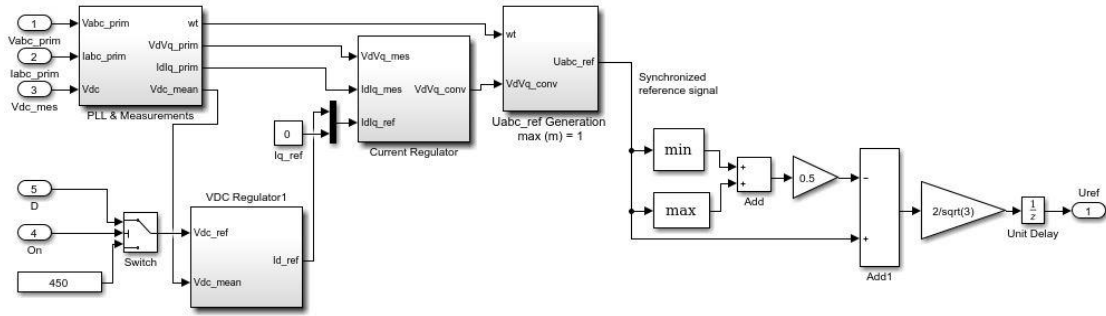 1
Vabc_prim
2
Iabc_prim
3
Vdc_mes
Vabc_prim
Iabc_prim
Vdc
wt
VdVq_prim
IdIq_prim
Vdc_mean
PLL & Measurements
0
Iq_ref
VdVq_mes
IdIq_mes
IdIq_ref
VdVq_conv
Current Regulator
wt
VdVq_conv
Uabc_ref
Uabc_ref Generation
max (m) = 1
Synchronized
reference signal
min
max
+
+
Add
0.5
−
+
Add1
2/sqrt(3)
1
z
Unit Delay
Uref
1
5
D
4
On
450
Switch
VDC Regulator1
Vdc_ref
Vdc_mean
Id_ref